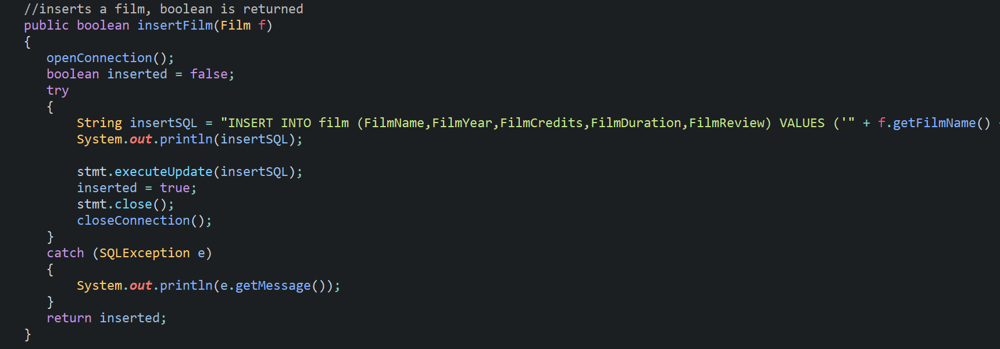 //inserts a film, boolean is returned
public boolean insertFilm(Film f)
{
openConnection();
boolean inserted = false;
try
{
String insertSQL = "INSERT INTO film (FilmName,FilmYear,FilmCredits,FilmDuration,FilmReview) VALUES ('" + f.getFilmName()
System.out.println(insertSQL);
stmt.executeUpdate(insertSQL);
inserted = true;
stmt.close();
closeConnection();
}
catch (SQLException e)
{
System.out.println(e.getMessage());
}
return inserted;
}